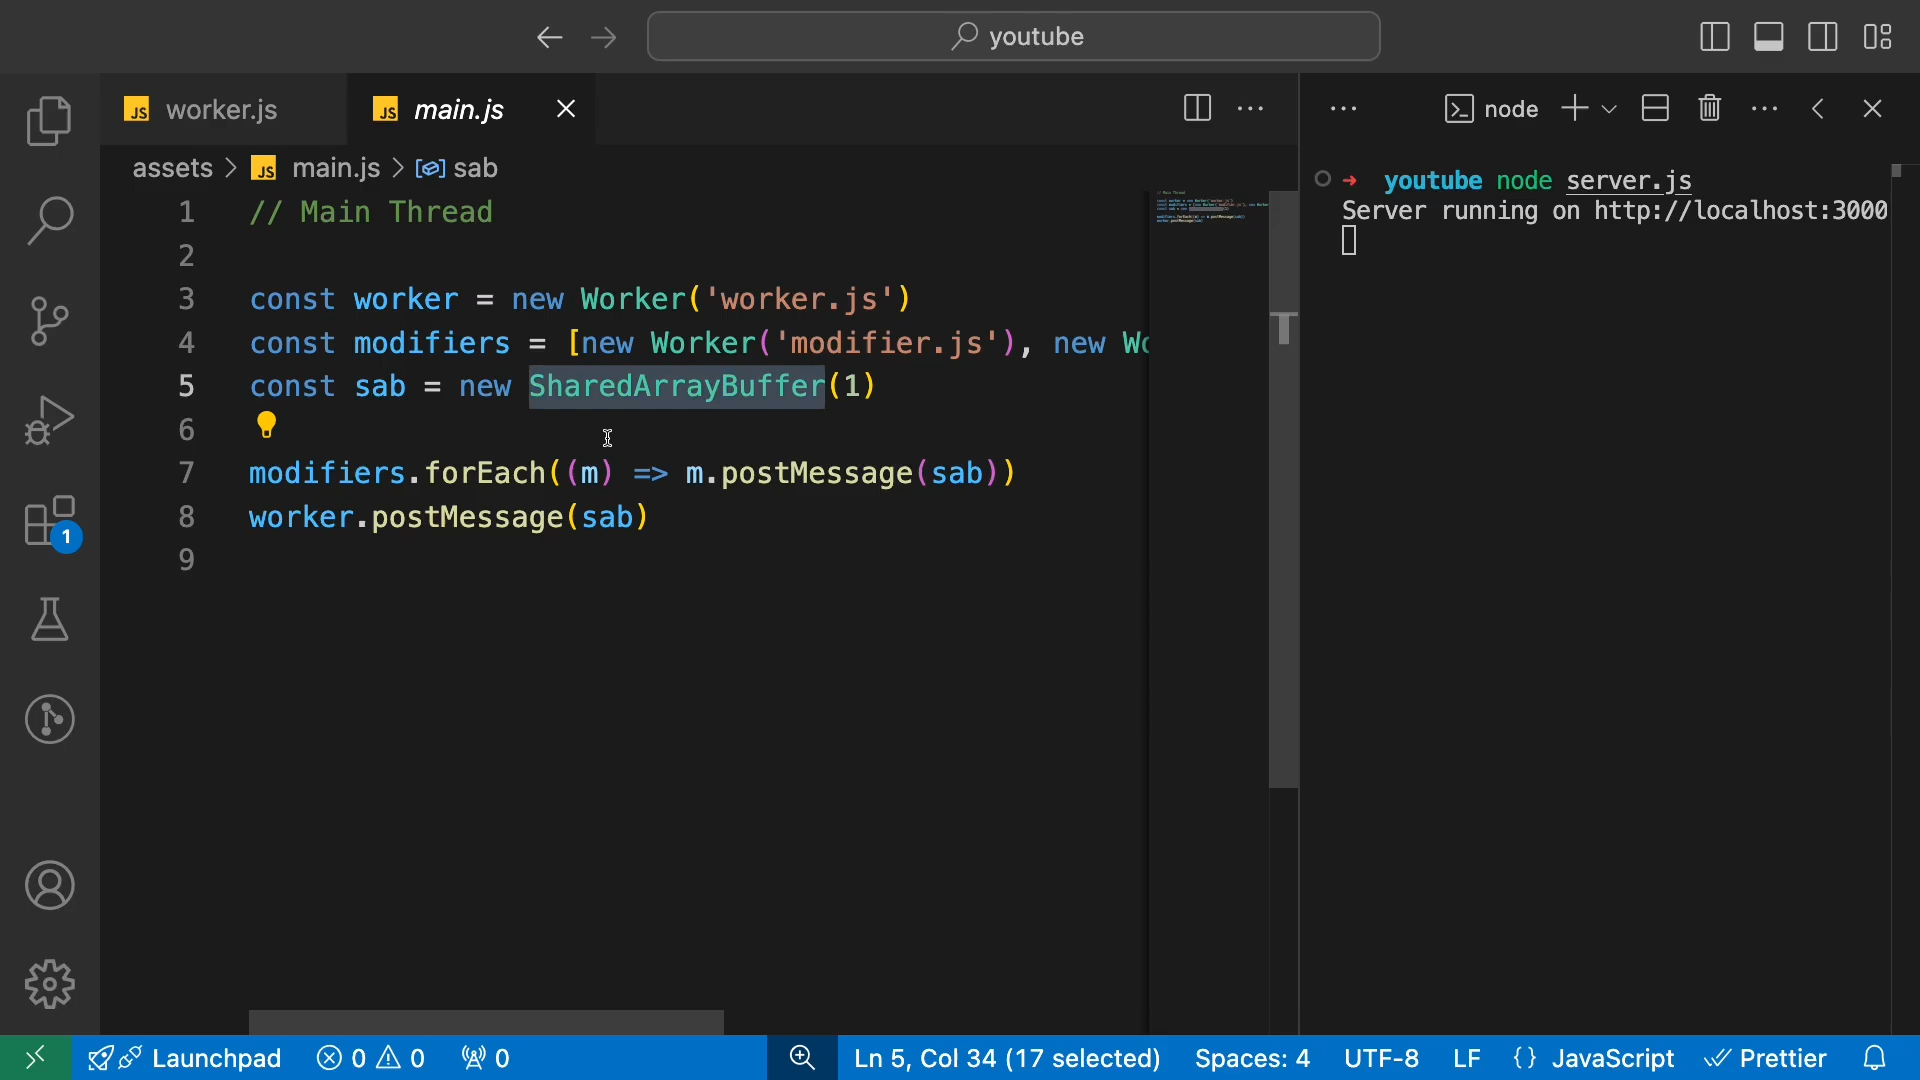 youtube
JS worker.js
JS main.js
node
assets > JS main.js > sab
1 // Main Thread
2
3 const worker = new Worker('worker.js')
4 const modifiers = [new Worker('modifier.js'), new Wo
5 const sab = new SharedArrayBuffer(1)
6
7 modifiers.forEach((m) => m.postMessage(sab))
8 worker.postMessage(sab)
9
youtube node server.js
Server running on http://localhost:3000
1
Launchpad 0 0 0 Ln 5, Col 34 (17 selected) Spaces: 4 UTF-8 LF {} JavaScript Prettier